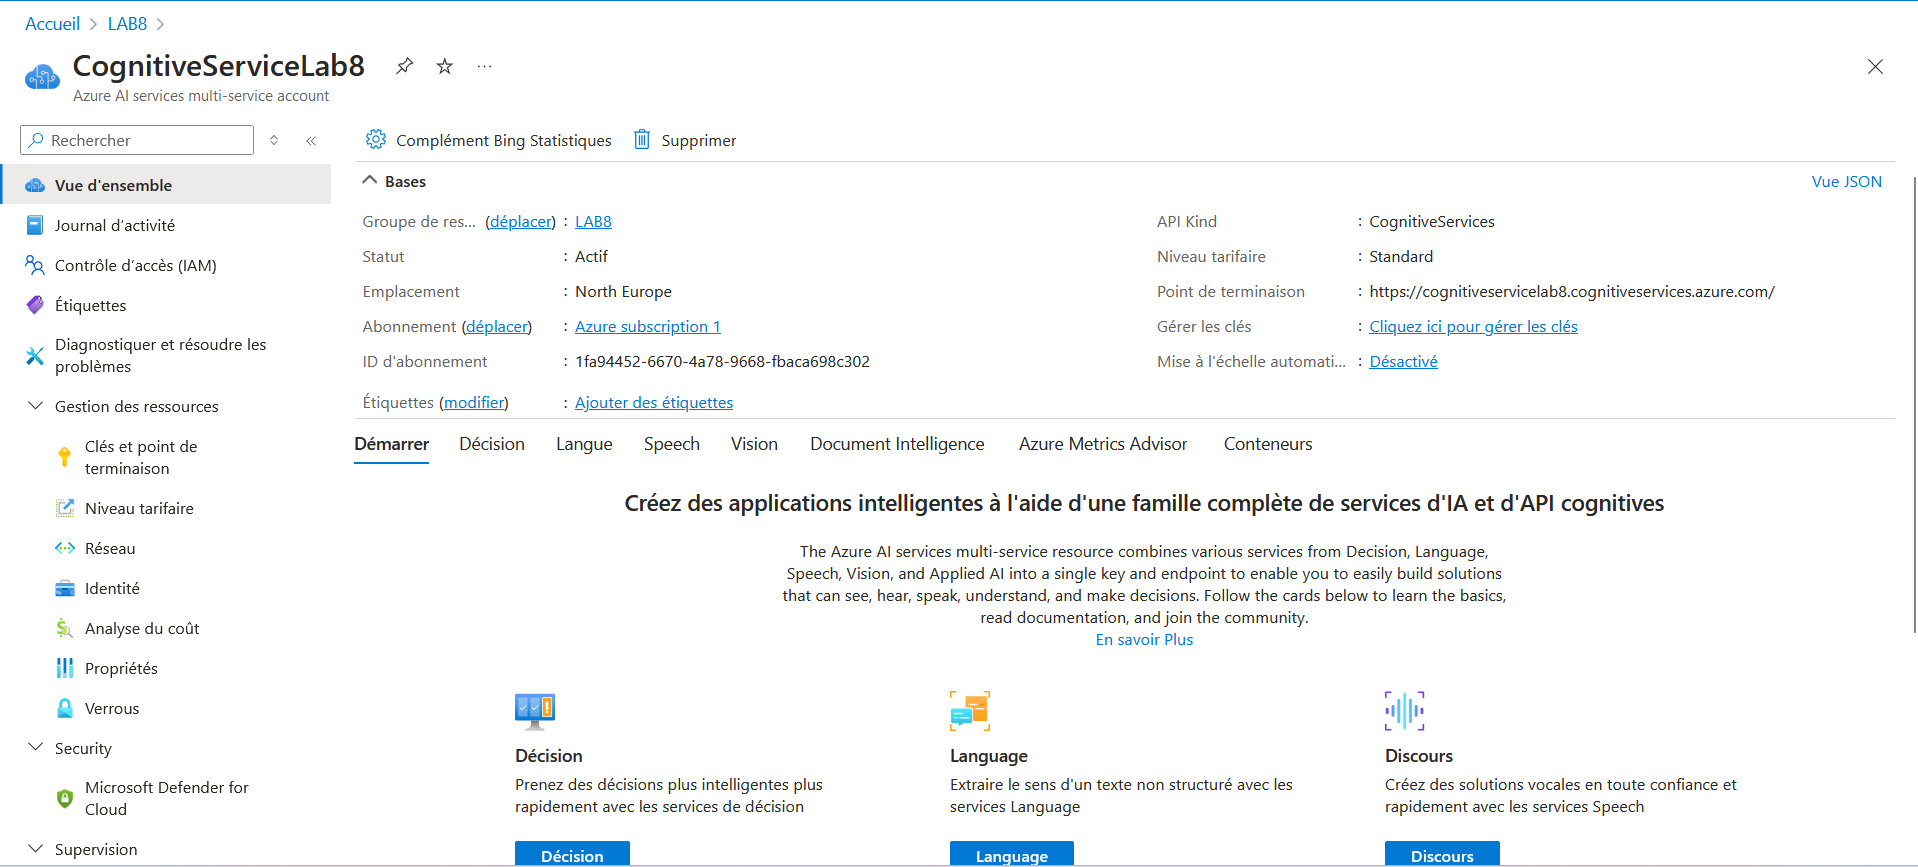 Accueil > LAB8 >
CognitiveServiceLab8
Azure AI services multi-service account
Rechercher
Vue d'ensemble
Journal d'activité
Contrôle d'accès (IAM)
Étiquettes
Diagnostiquer et résoudre les
problèmes
Gestion des ressources
Clés et point de
terminaison
Niveau tarifaire
Réseau
Identité
Analyse du coût
Propriétés
Verrous
Security
Microsoft Defender for
Cloud
Supervision
Complément Bing Statistiques Supprimer
Bases Vue JSON
Groupe de res... (déplacer) : LAB8
Statut : Actif
Emplacement : North Europe
Abonnement (déplacer) : Azure subscription 1
ID d'abonnement : 1fa94452-6670-4a78-9668-fbaca698c302
Étiquettes (modifier) : Ajouter des étiquettes
API Kind : CognitiveServices
Niveau tarifaire : Standard
Point de terminaison : https://cognitiveservicelab8.cognitiveservices.azure.com/
Gérer les clés : Cliquez ici pour gérer les clés
Mise à l'échelle automati... : Désactivé
Démarrer Décision Langue Speech Vision Document Intelligence Azure Metrics Advisor Conteneurs
Créez des applications intelligentes à l'aide d'une famille complète de services d'IA et d'API cognitives
The Azure AI services multi-service resource combines various services from Decision, Language,
Speech, Vision, and Applied AI into a single key and endpoint to enable you to easily build solutions
that can see, hear, speak, understand, and make decisions. Follow the cards below to learn the basics,
read documentation, and join the community.
En savoir Plus
Décision
Prenez des décisions plus intelligentes plus
rapidement avec les services de décision
Décision
Language
Extraire le sens d'un texte non structuré avec les
services Language
Language
Discours
Créez des solutions vocales en toute confiance et
rapidement avec les services Speech
Discours